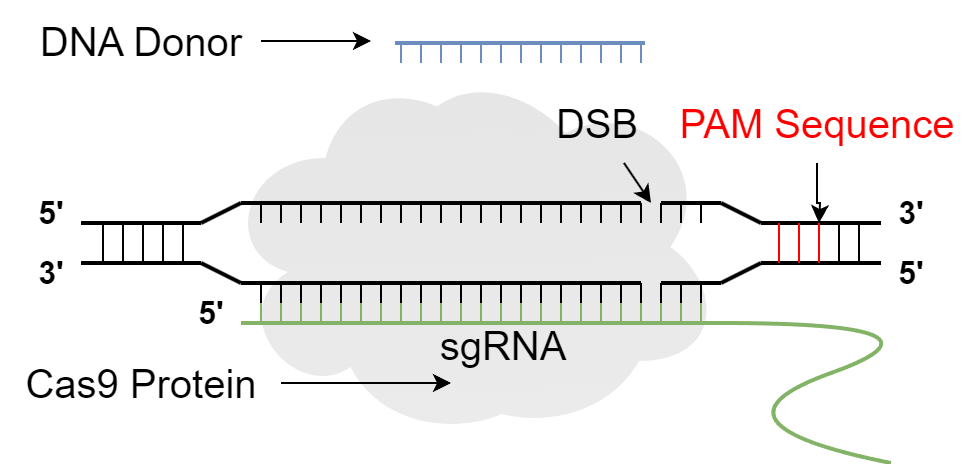 DNA Donor
DSB
PAM Sequence
5'
3'
3'
5'
5'
sgRNA
Cas9 Protein